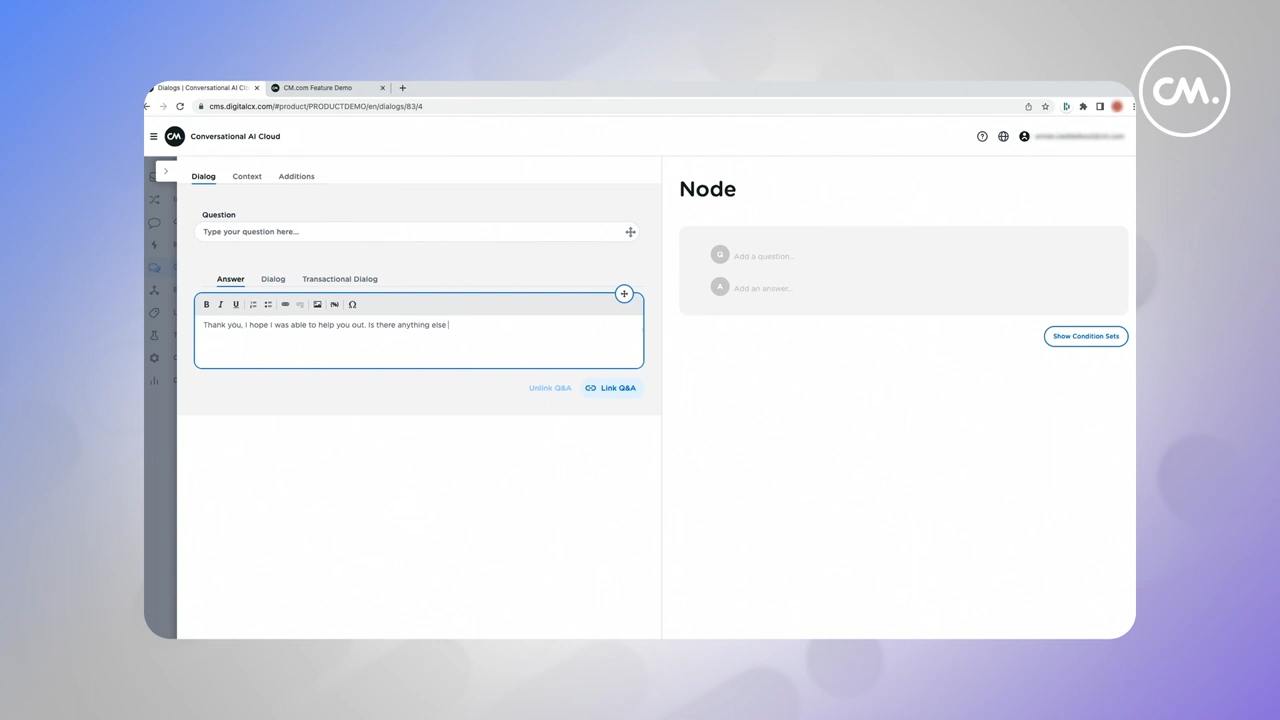 CM.
Dialogs | Conversational AI Clo
CM.com Feature Demo
cms.digitalcx.com/#product/PRODUCTDEMO/en/dialogs/83/4
CM Conversational AI Cloud
Dialog Context Additions
Question
Type your question here...
Answer Dialog Transactional Dialog
B I U Ω
Thank you, I hope I was able to help you out. Is there anything else
Unlink Q&A Link Q&A
Node
Q Add a question...
A Add an answer...
Show Condition Sets